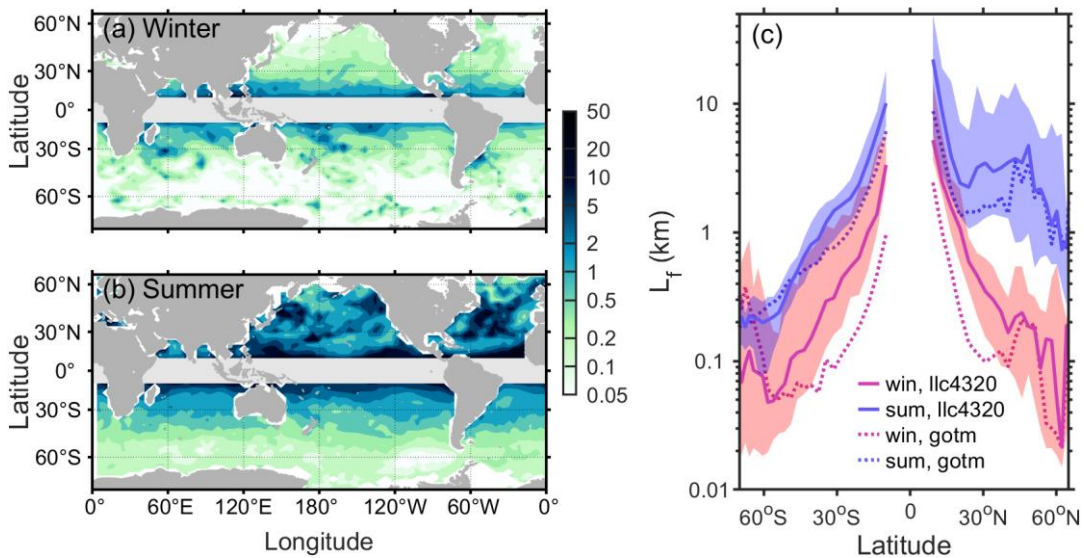 (a) Winter
60°N
30°N
0°
30°S
60°S
Latitude
(b) Summer
60°N
30°N
0°
30°S
60°S
Latitude
0°
60°E
120°E
180°W
120°W
60°W
0°
Longitude
50
20
10
5
2
1
0.5
0.2
0.1
0.05
(c)
10
1
0.1
0.01
L_f (km)
win, llc4320
sum, llc4320
win, gotm
sum, gotm
60°S
30°S
0
30°N
60°N
Latitude